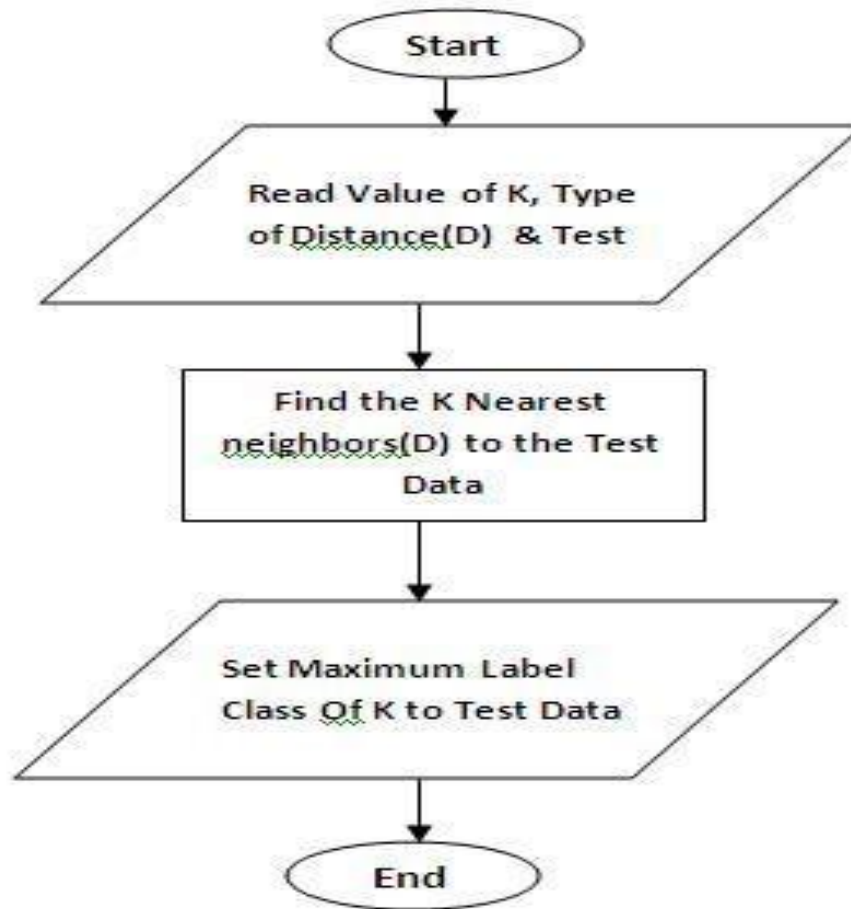 Start
Read Value of K, Type
of Distance(D) & Test
Find the K Nearest
neighbors(D) to the Test
Data
Set Maximum Label
Class Of K to Test Data
End